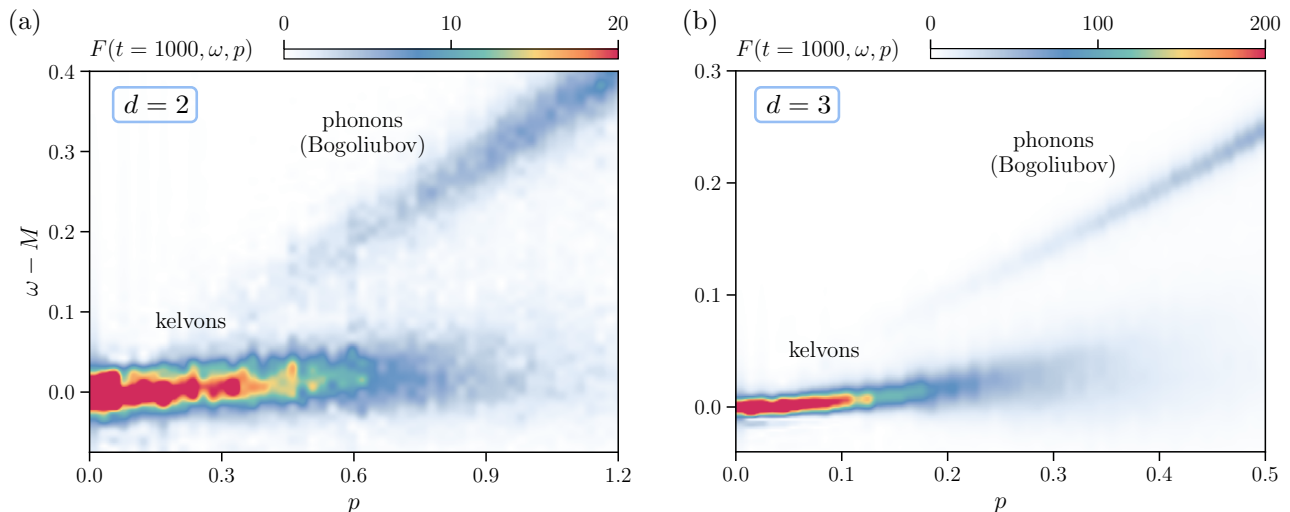 (a)
F(t = 1000, ω, p)
0 10 20
d = 2
phonons
(Bogoliubov)
kelvons
ω − M
0.4
0.3
0.2
0.1
0.0
0.0 0.3 0.6 0.9 1.2
p
(b)
F(t = 1000, ω, p)
0 100 200
d = 3
phonons
(Bogoliubov)
kelvons
0.3
0.2
0.1
0.0
0.0 0.1 0.2 0.3 0.4 0.5
p